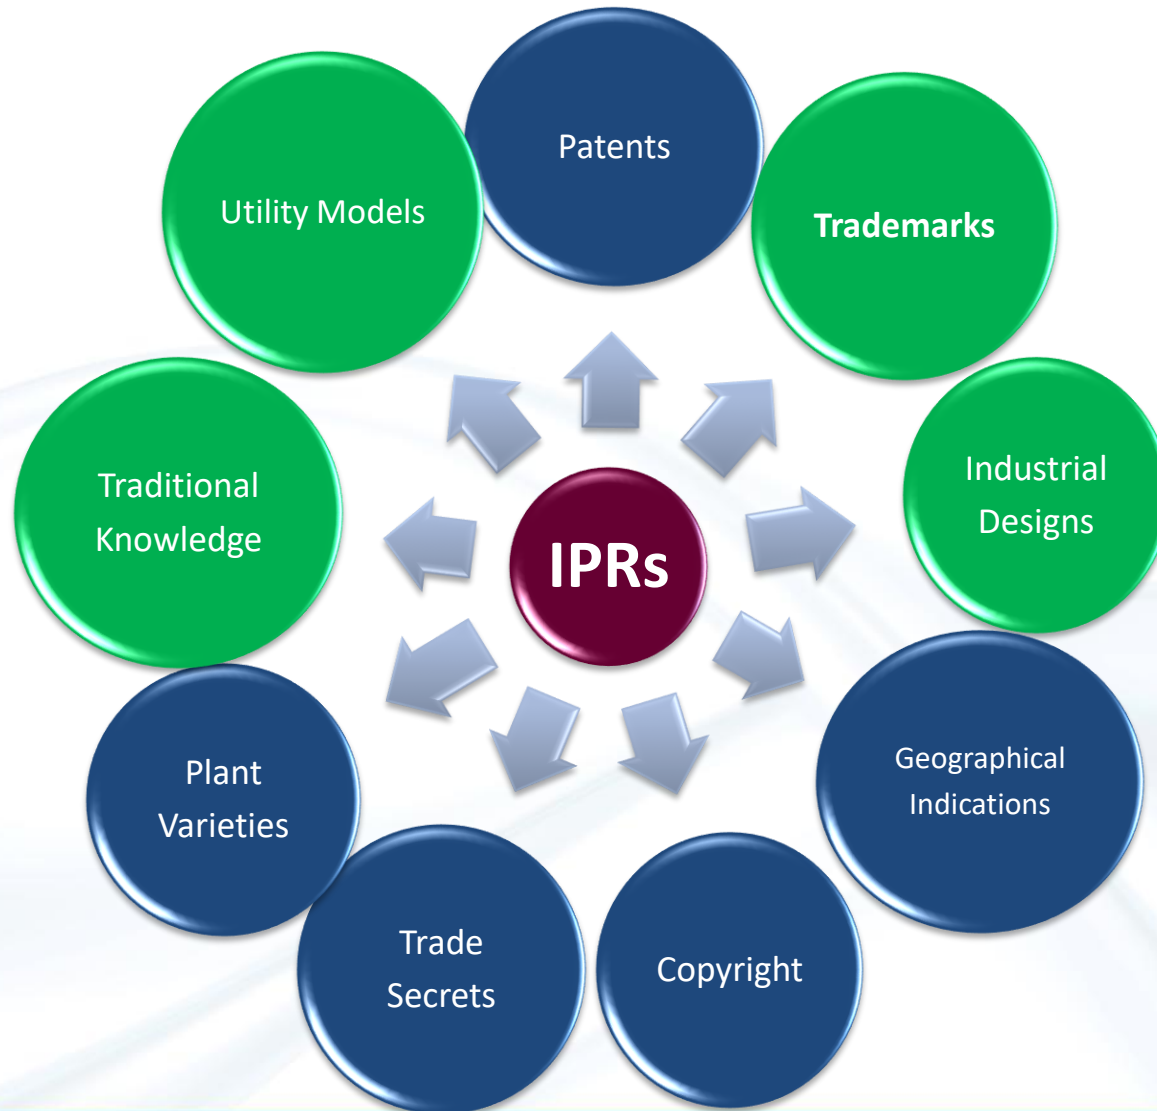 Patents
Utility Models
Trademarks
Industrial
Designs
Traditional
Knowledge
IPRs
Geographical
Indications
Plant
Varieties
Trade
Secrets
Copyright